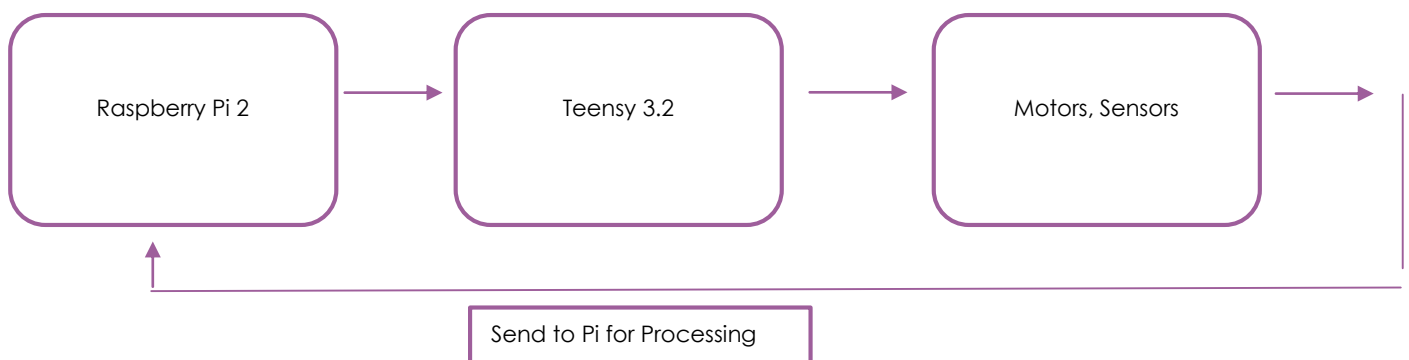 Raspberry Pi 2
Teensy 3.2
Motors, Sensors
Send to Pi for Processing